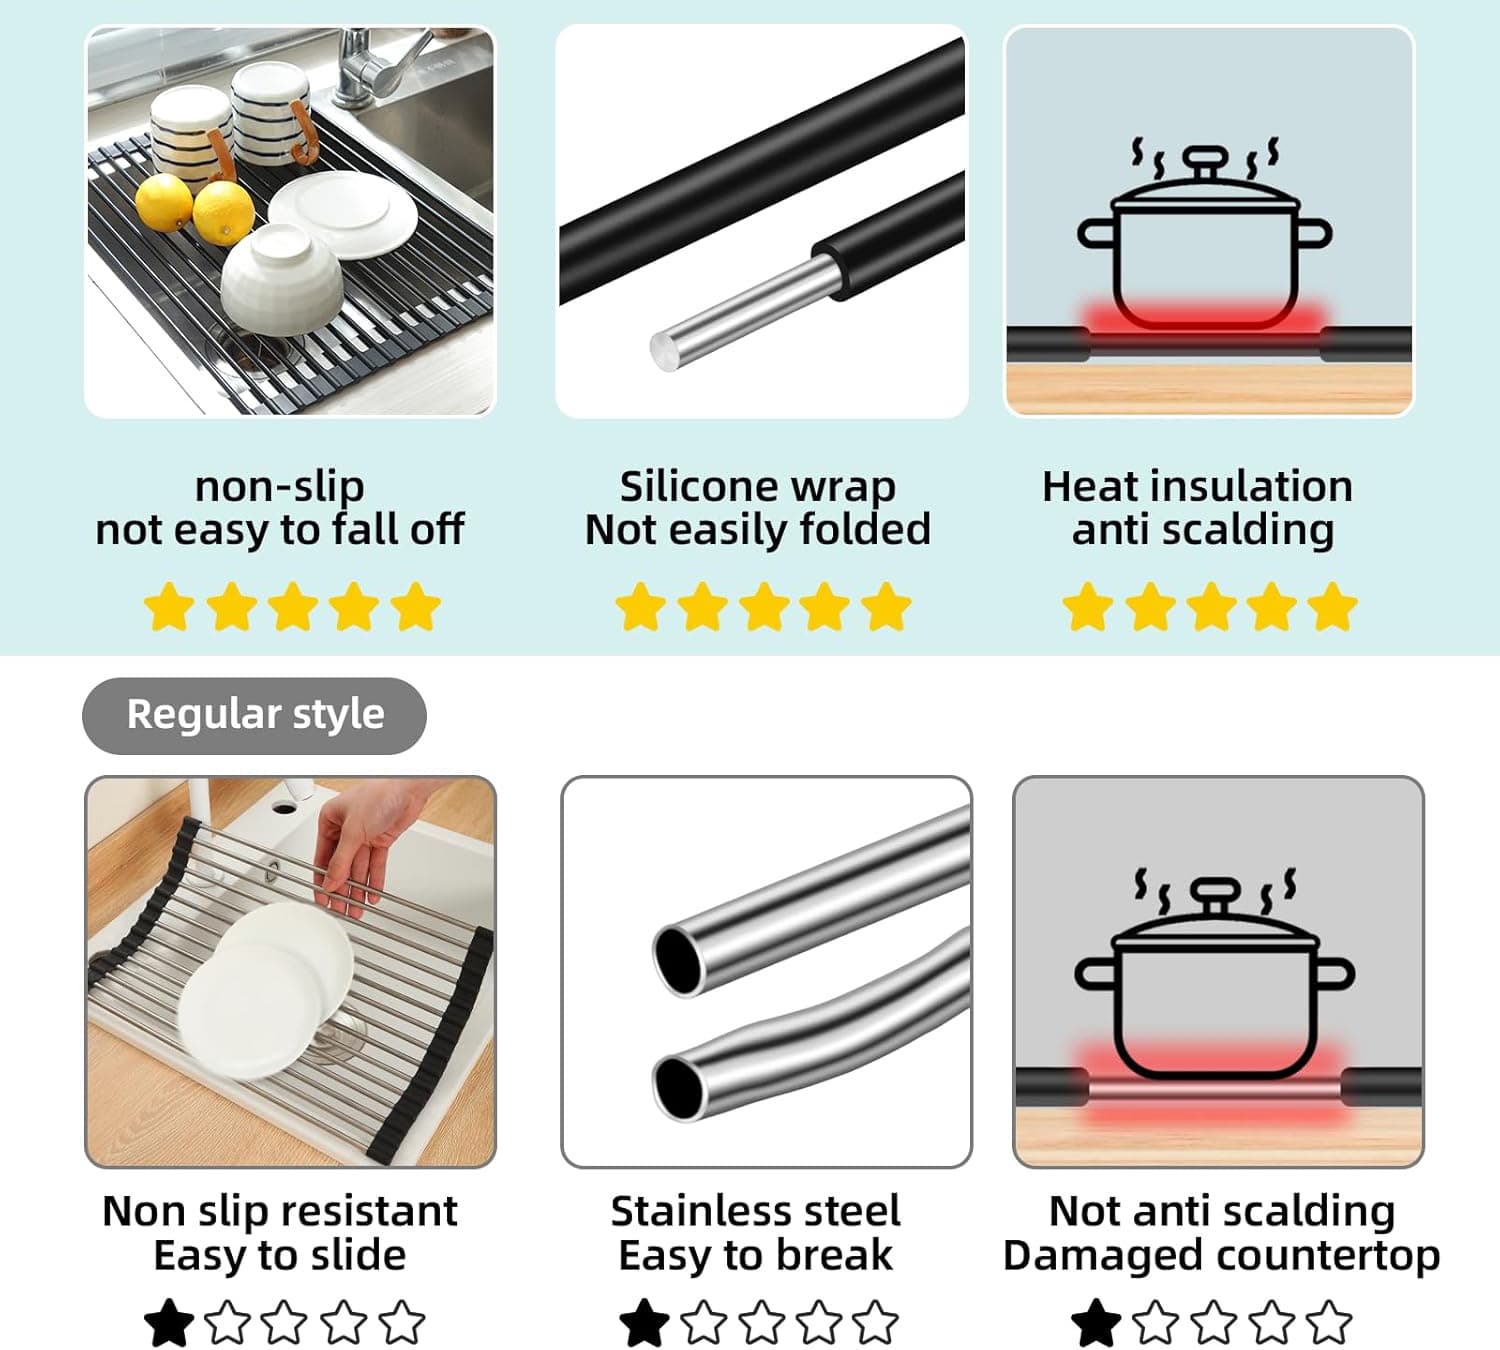 non-slip
not easy to fall off
Silicone wrap
Not easily folded
Heat insulation
anti scalding
Regular style
Non slip resistant
Easy to slide
Stainless steel
Easy to break
Not anti scalding
Damaged countertop